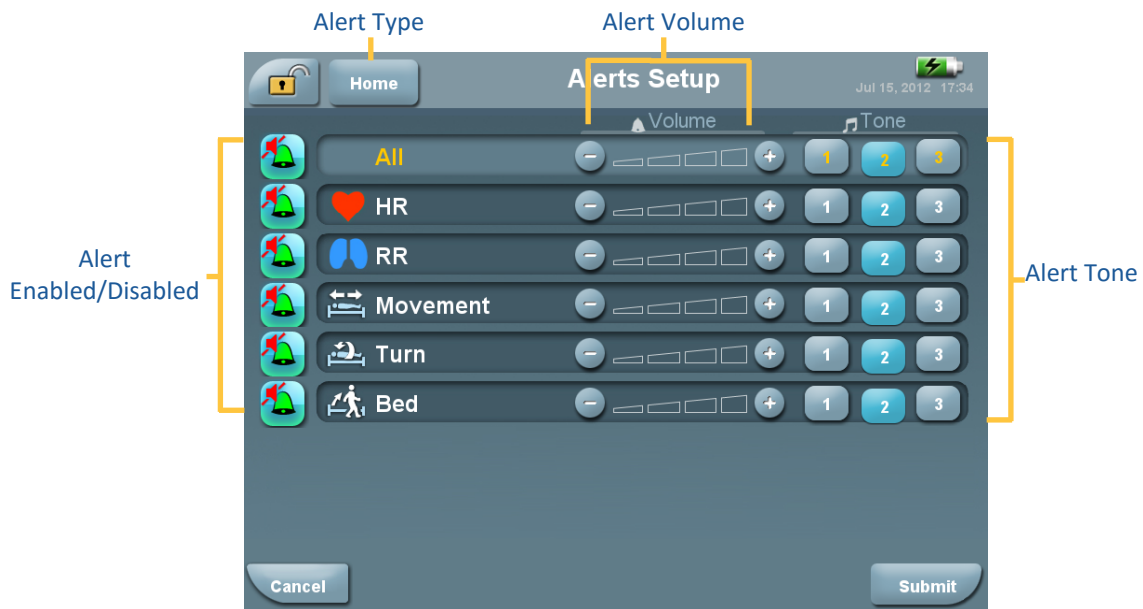 Alert Type
Alert Volume
Home
Alerts Setup
Jul 15, 2012 17:34
Volume
Tone
All
1 2 3
HR
1 2 3
RR
1 2 3
Alert
Enabled/Disabled
Alert Tone
Movement
1 2 3
Turn
1 2 3
Bed
1 2 3
Cancel
Submit